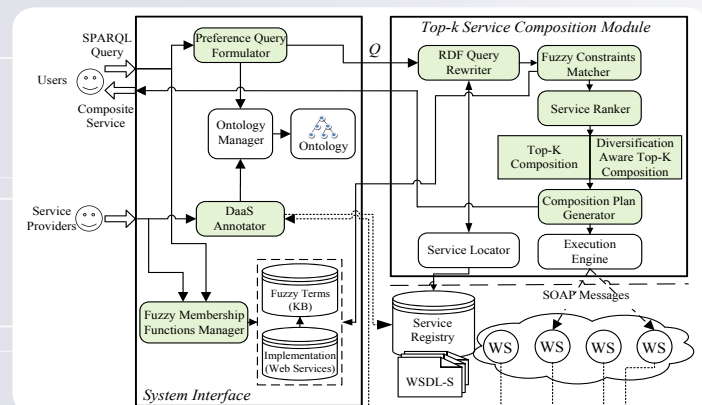 SPARQL
Query
Users
Composite
Service
Service
Providers
Preference Query
Formulator
Ontology
Manager
Ontology
DaaS
Annotator
Fuzzy Membership
Functions Manager
Fuzzy Terms
(KB)
Implementation
(Web Services)
System Interface
Q
Top-k Service Composition Module
RDF Query
Rewriter
Fuzzy Constraints
Matcher
Service Ranker
Top-K
Composition
Diversification
Aware Top-K
Composition
Composition Plan
Generator
Service Locator
Execution
Engine
SOAP Messages
Service
Registry
WSDL-S
WS
WS
WS
WS